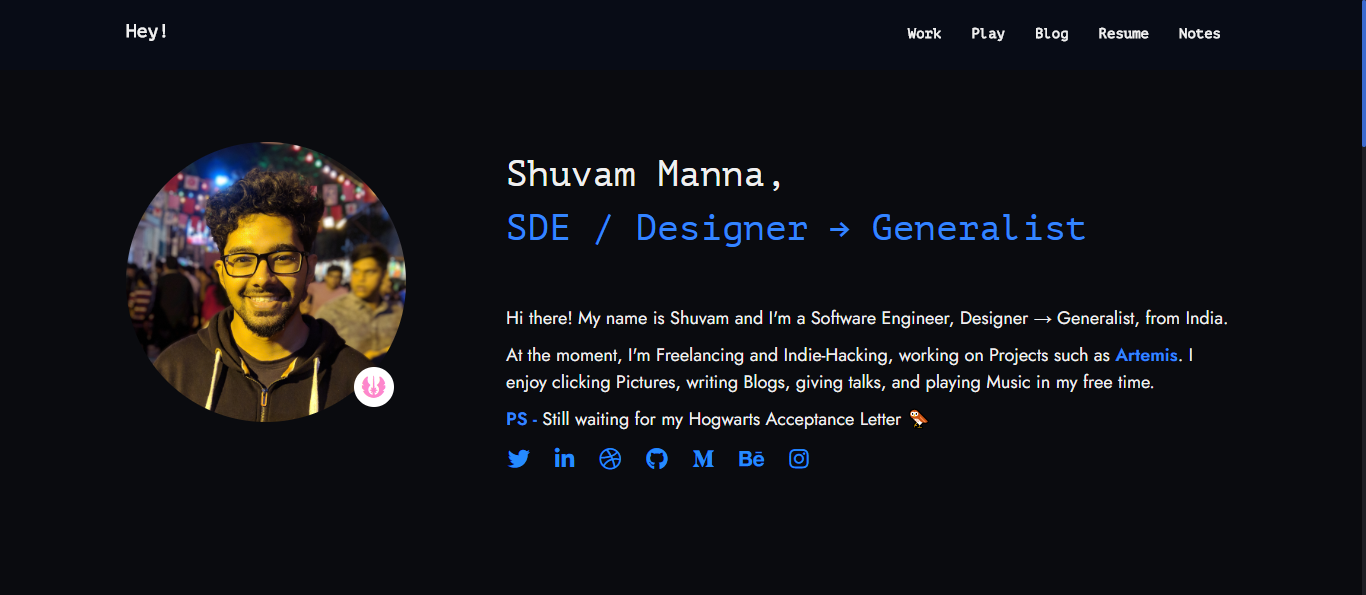 Hey!
Work Play Blog Resume Notes
Shuvam Manna,
SDE / Designer → Generalist
Hi there! My name is Shuvam and I'm a Software Engineer, Designer → Generalist, from India.
At the moment, I'm Freelancing and Indie-Hacking, working on Projects such as Artemis. I
enjoy clicking Pictures, writing Blogs, giving talks, and playing Music in my free time.
PS - Still waiting for my Hogwarts Acceptance Letter
Bē